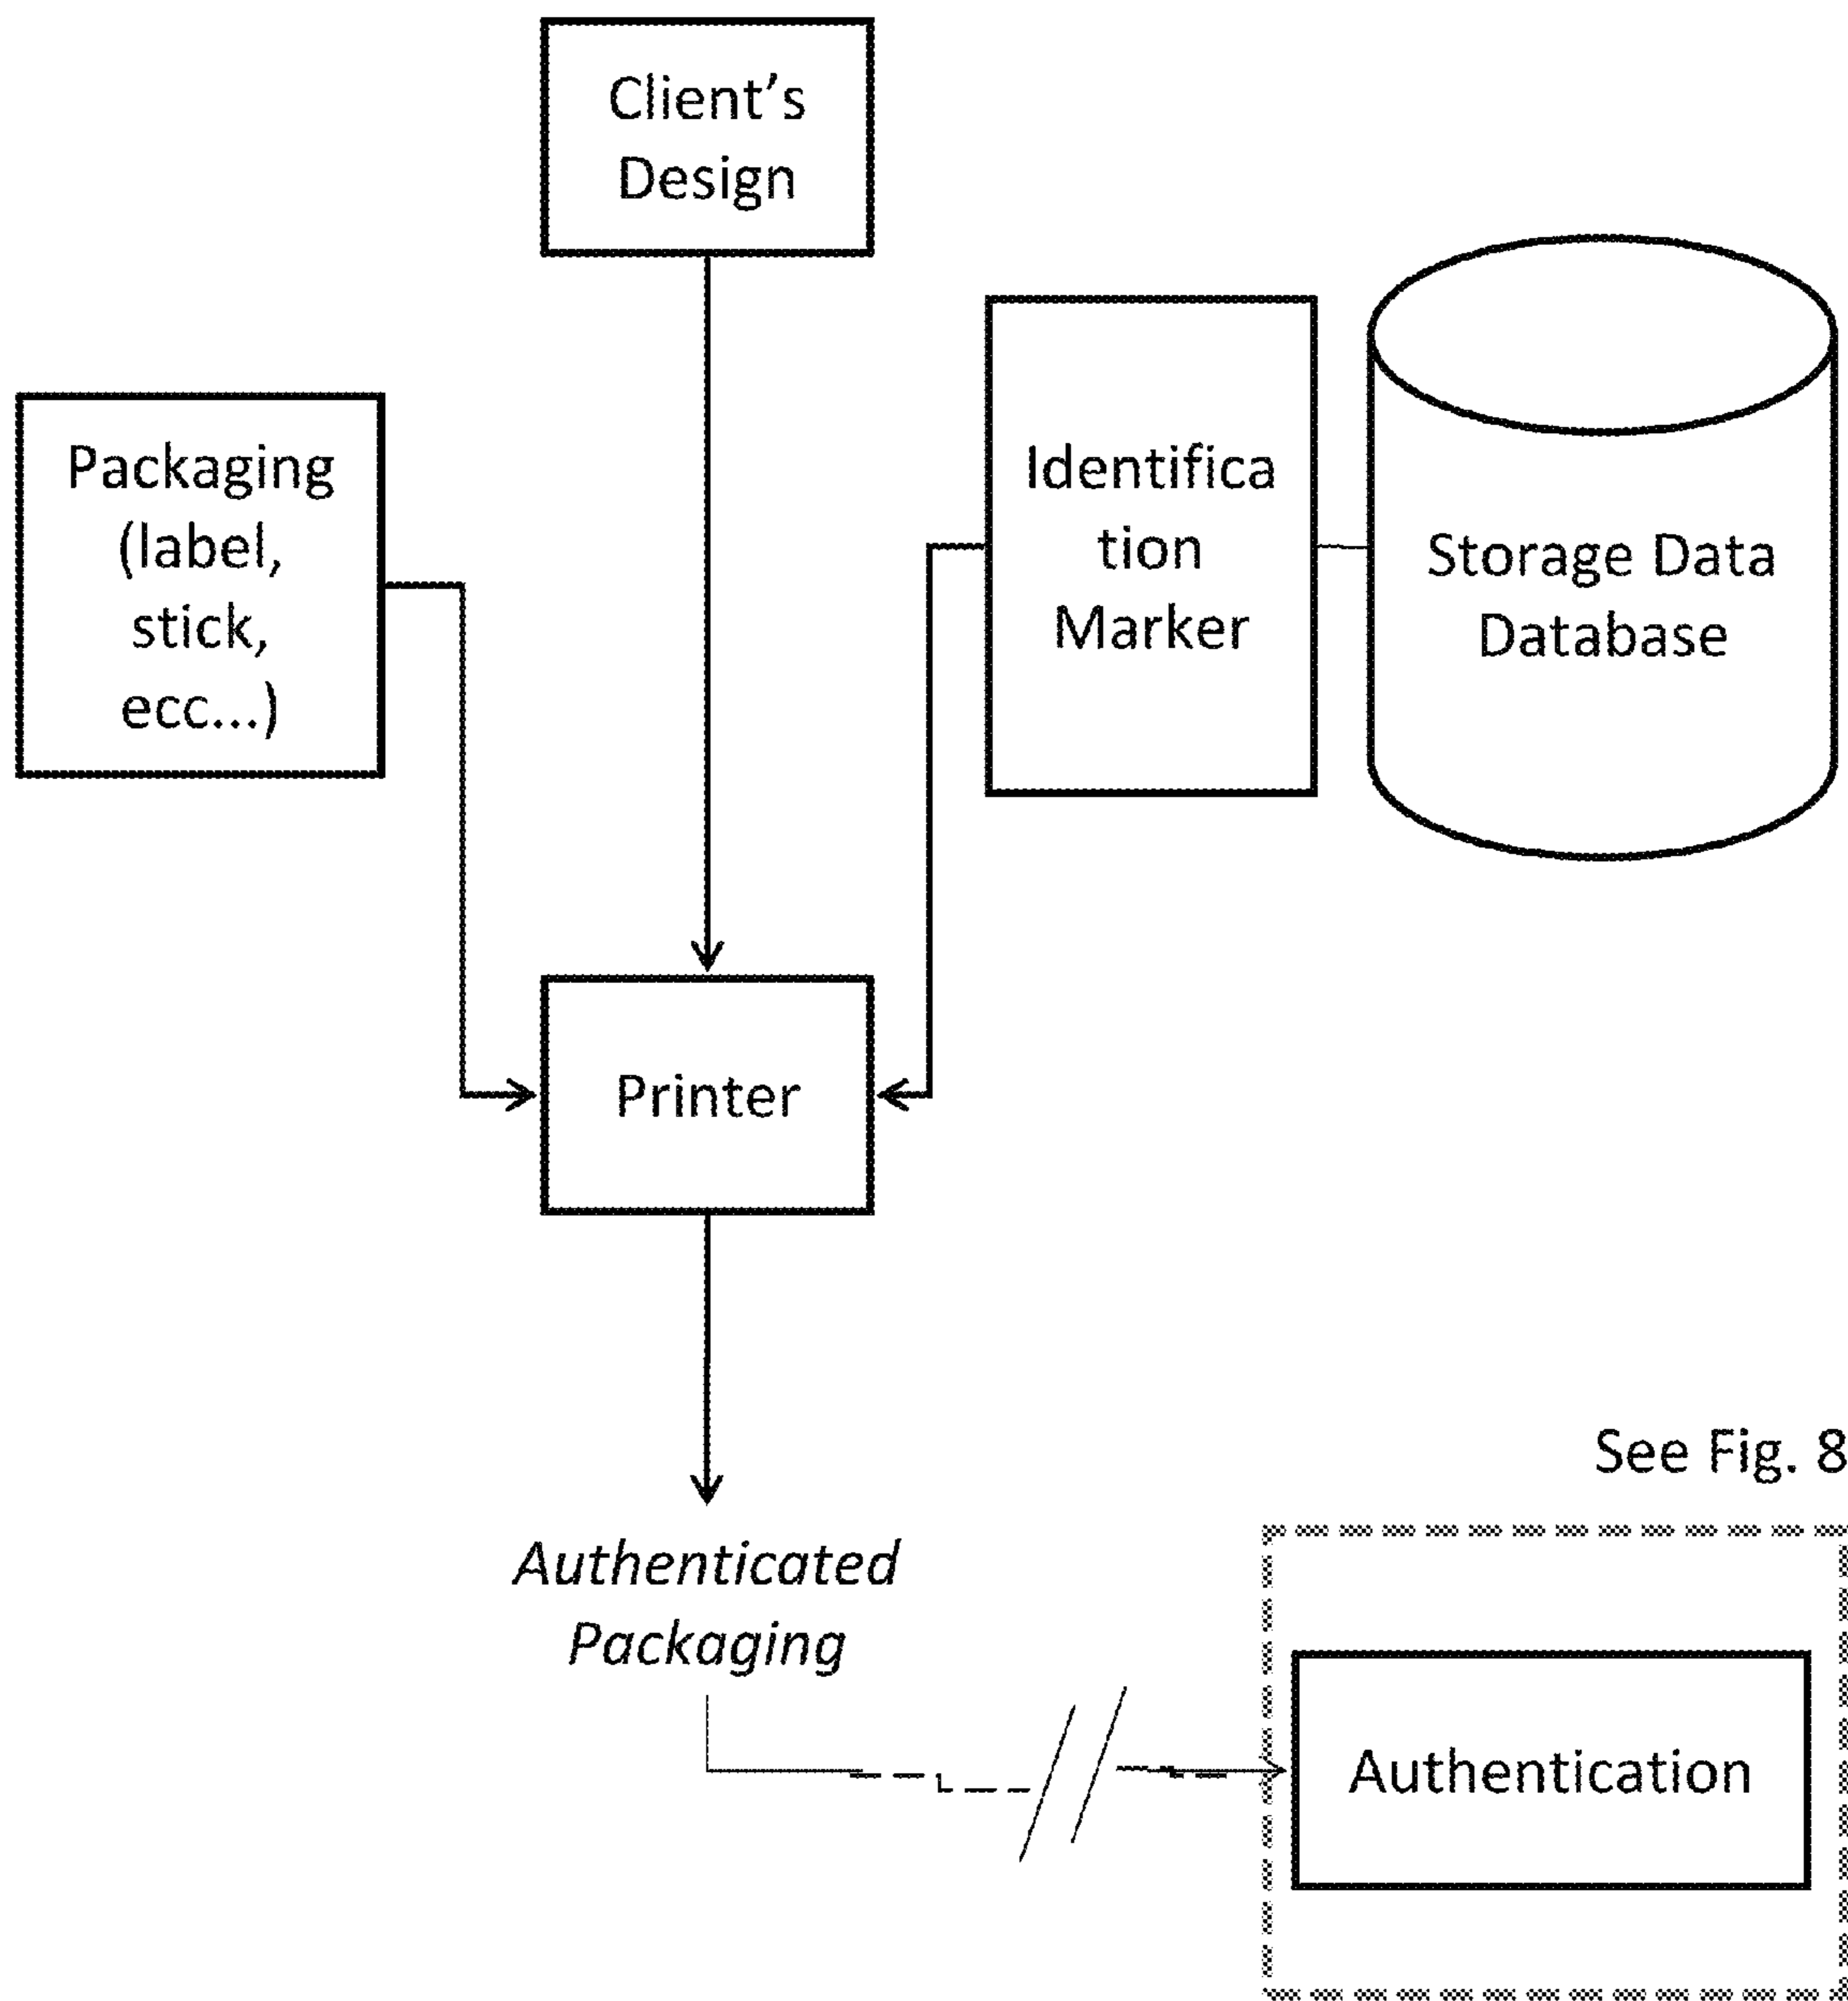 Client's
Design
Packaging
(label,
stick,
ecc...)
Identifica
tion
Marker
Storage Data
Database
Printer
See Fig. 8
Authenticated
Packaging
Authentication